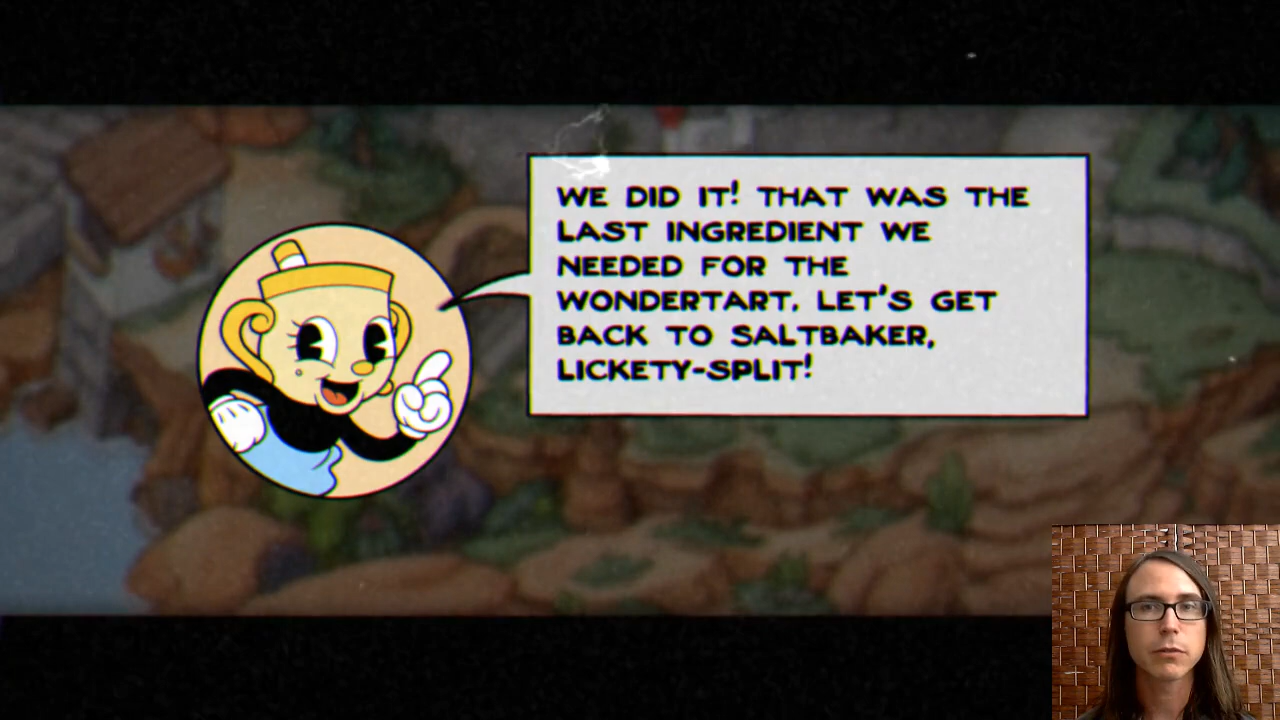 WE DID IT! THAT WAS THE
LAST INGREDIENT WE
NEEDED FOR THE
WONDERTART. LET'S GET
BACK TO SALTBAKER,
LICKETY-SPLIT!